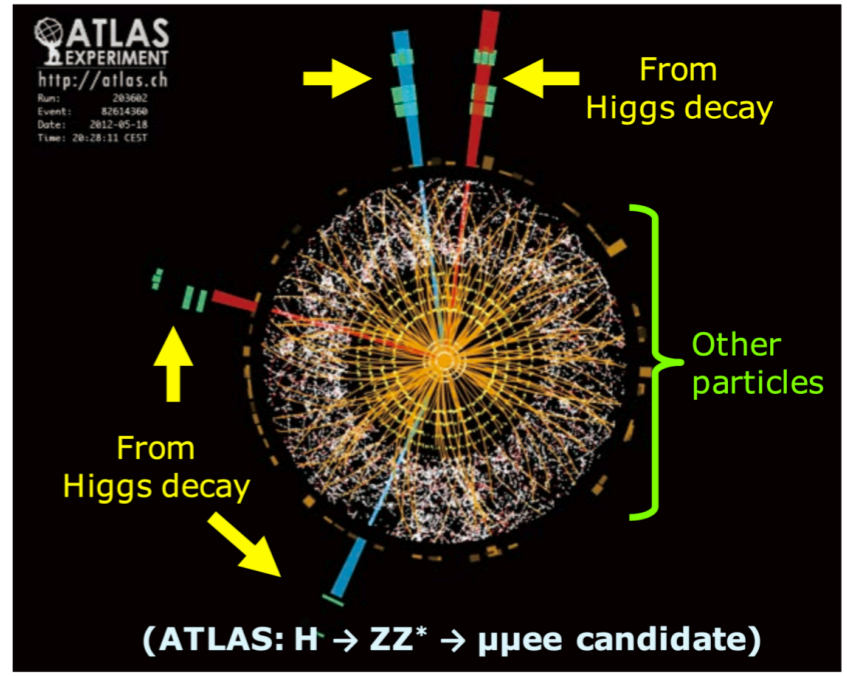 ATLAS
EXPERIMENT
http://atlas.ch
Run: 203602
Event: 82614360
Date: 2012-05-18
Time: 20:28:11 CEST
From
Higgs decay
Other
particles
From
Higgs decay
(ATLAS: H → ZZ* → μμee candidate)